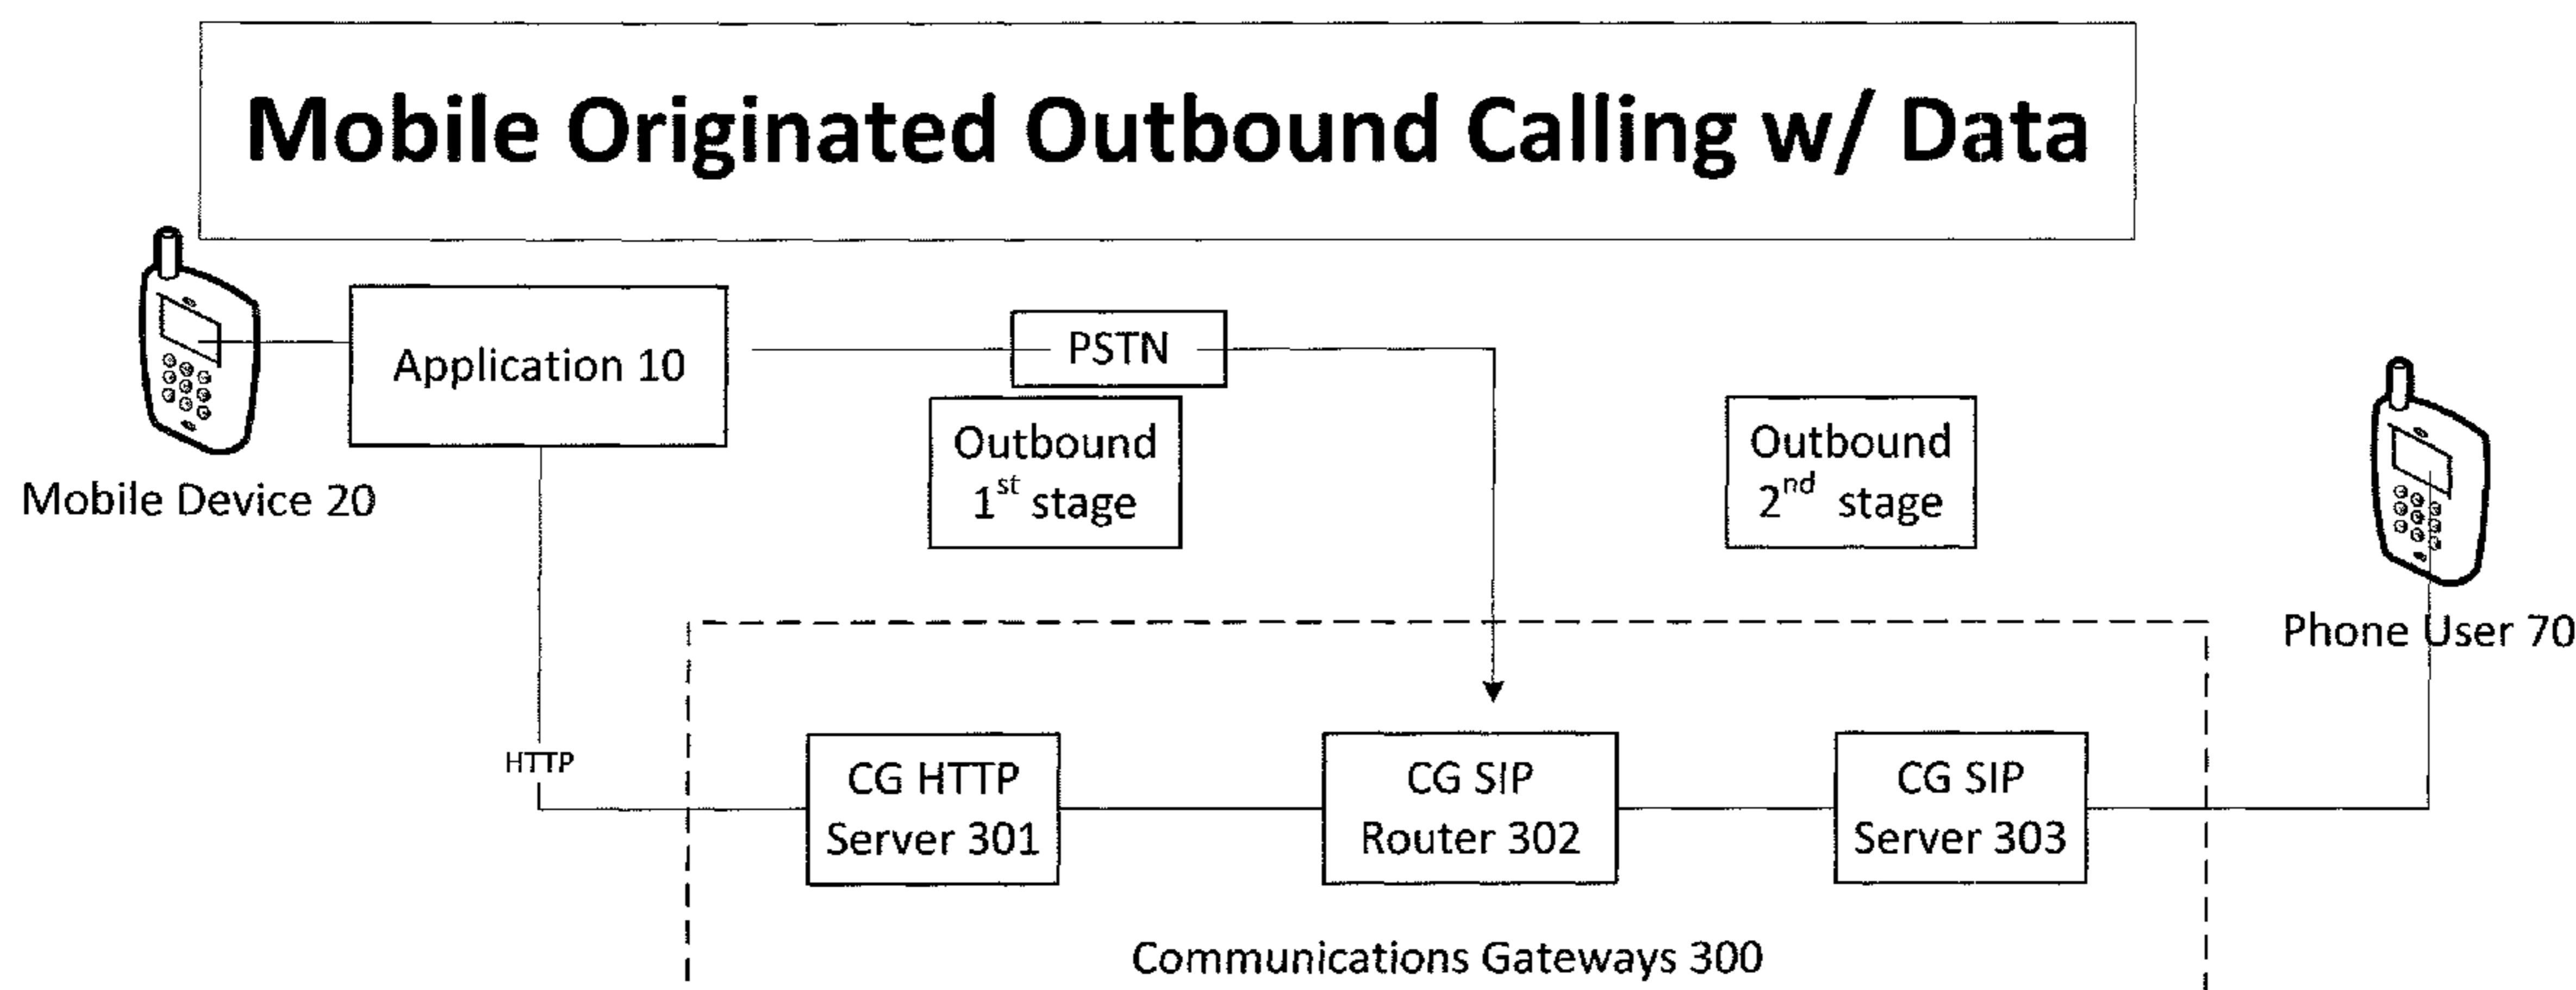 Mobile Originated Outbound Calling w/ Data
Application 10
PSTN
Outbound
1st stage
Outbound
2nd stage
Mobile Device 20
Phone User 70
HTTP
CG HTTP
Server 301
CG SIP
Router 302
CG SIP
Server 303
Communications Gateways 300